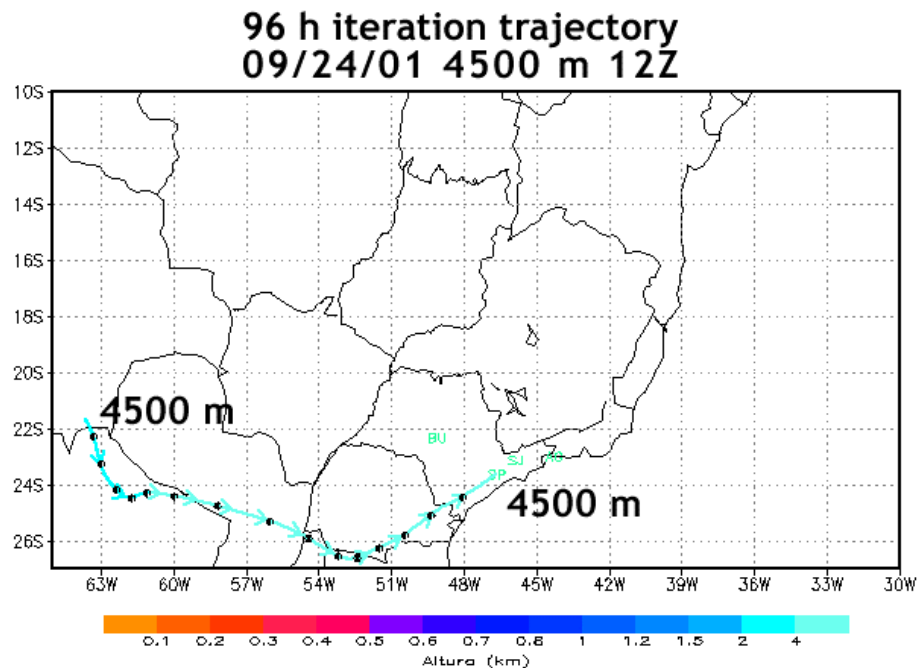 96 h iteration trajectory
09/24/01 4500 m 12Z
10S
12S
14S
16S
18S
20S
22S
24S
26S
4500 m
BU
SJ
SP
4500 m
63W 60W 57W 54W 51W 48W 45W 42W 39W 36W 33W 30W
0.1 0.2 0.3 0.4 0.5 0.6 0.7 0.8 1 1.2 1.5 2 4
Altura (km)